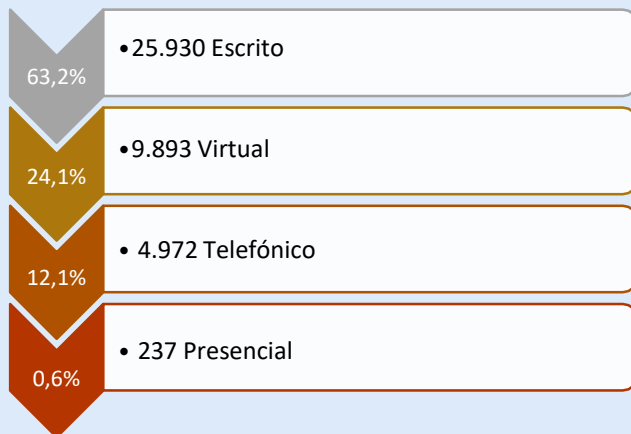 •25.930 Escrito
63,2%
•9.893 Virtual
24,1%
• 4.972 Telefónico
12,1%
• 237 Presencial
0,6%